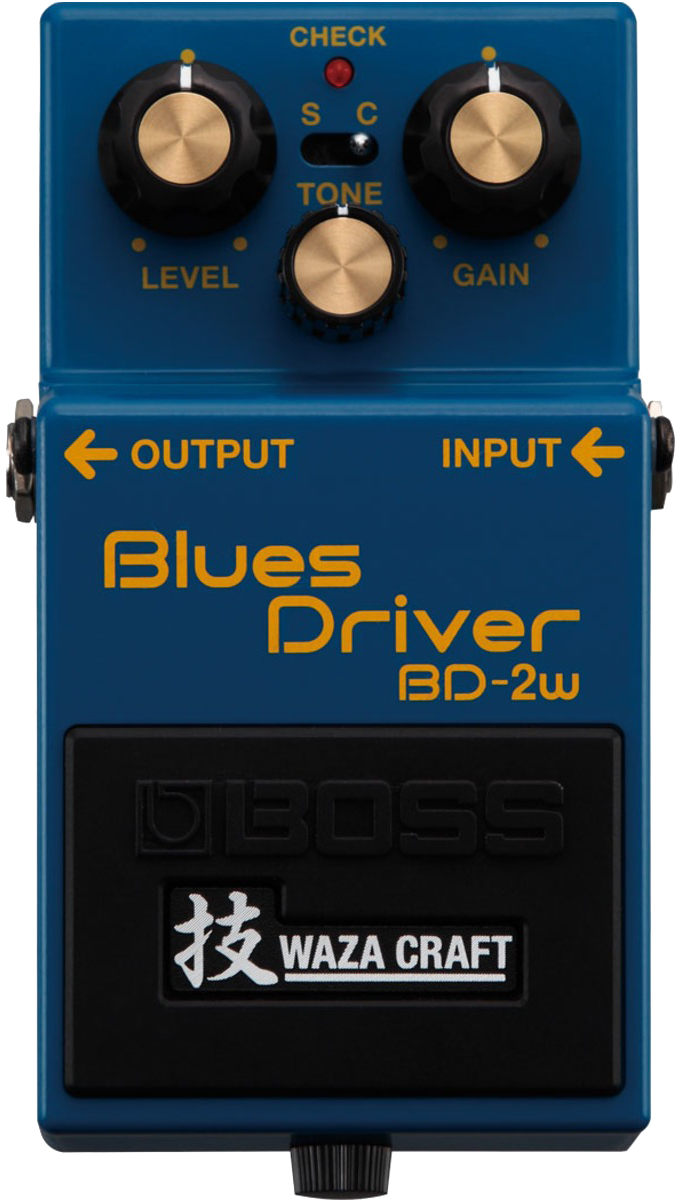 CHECK
S C
TONE
LEVEL
GAIN
← OUTPUT
INPUT ←
Blues
Driver
BD-2w
BOSS
技 WAZA CRAFT